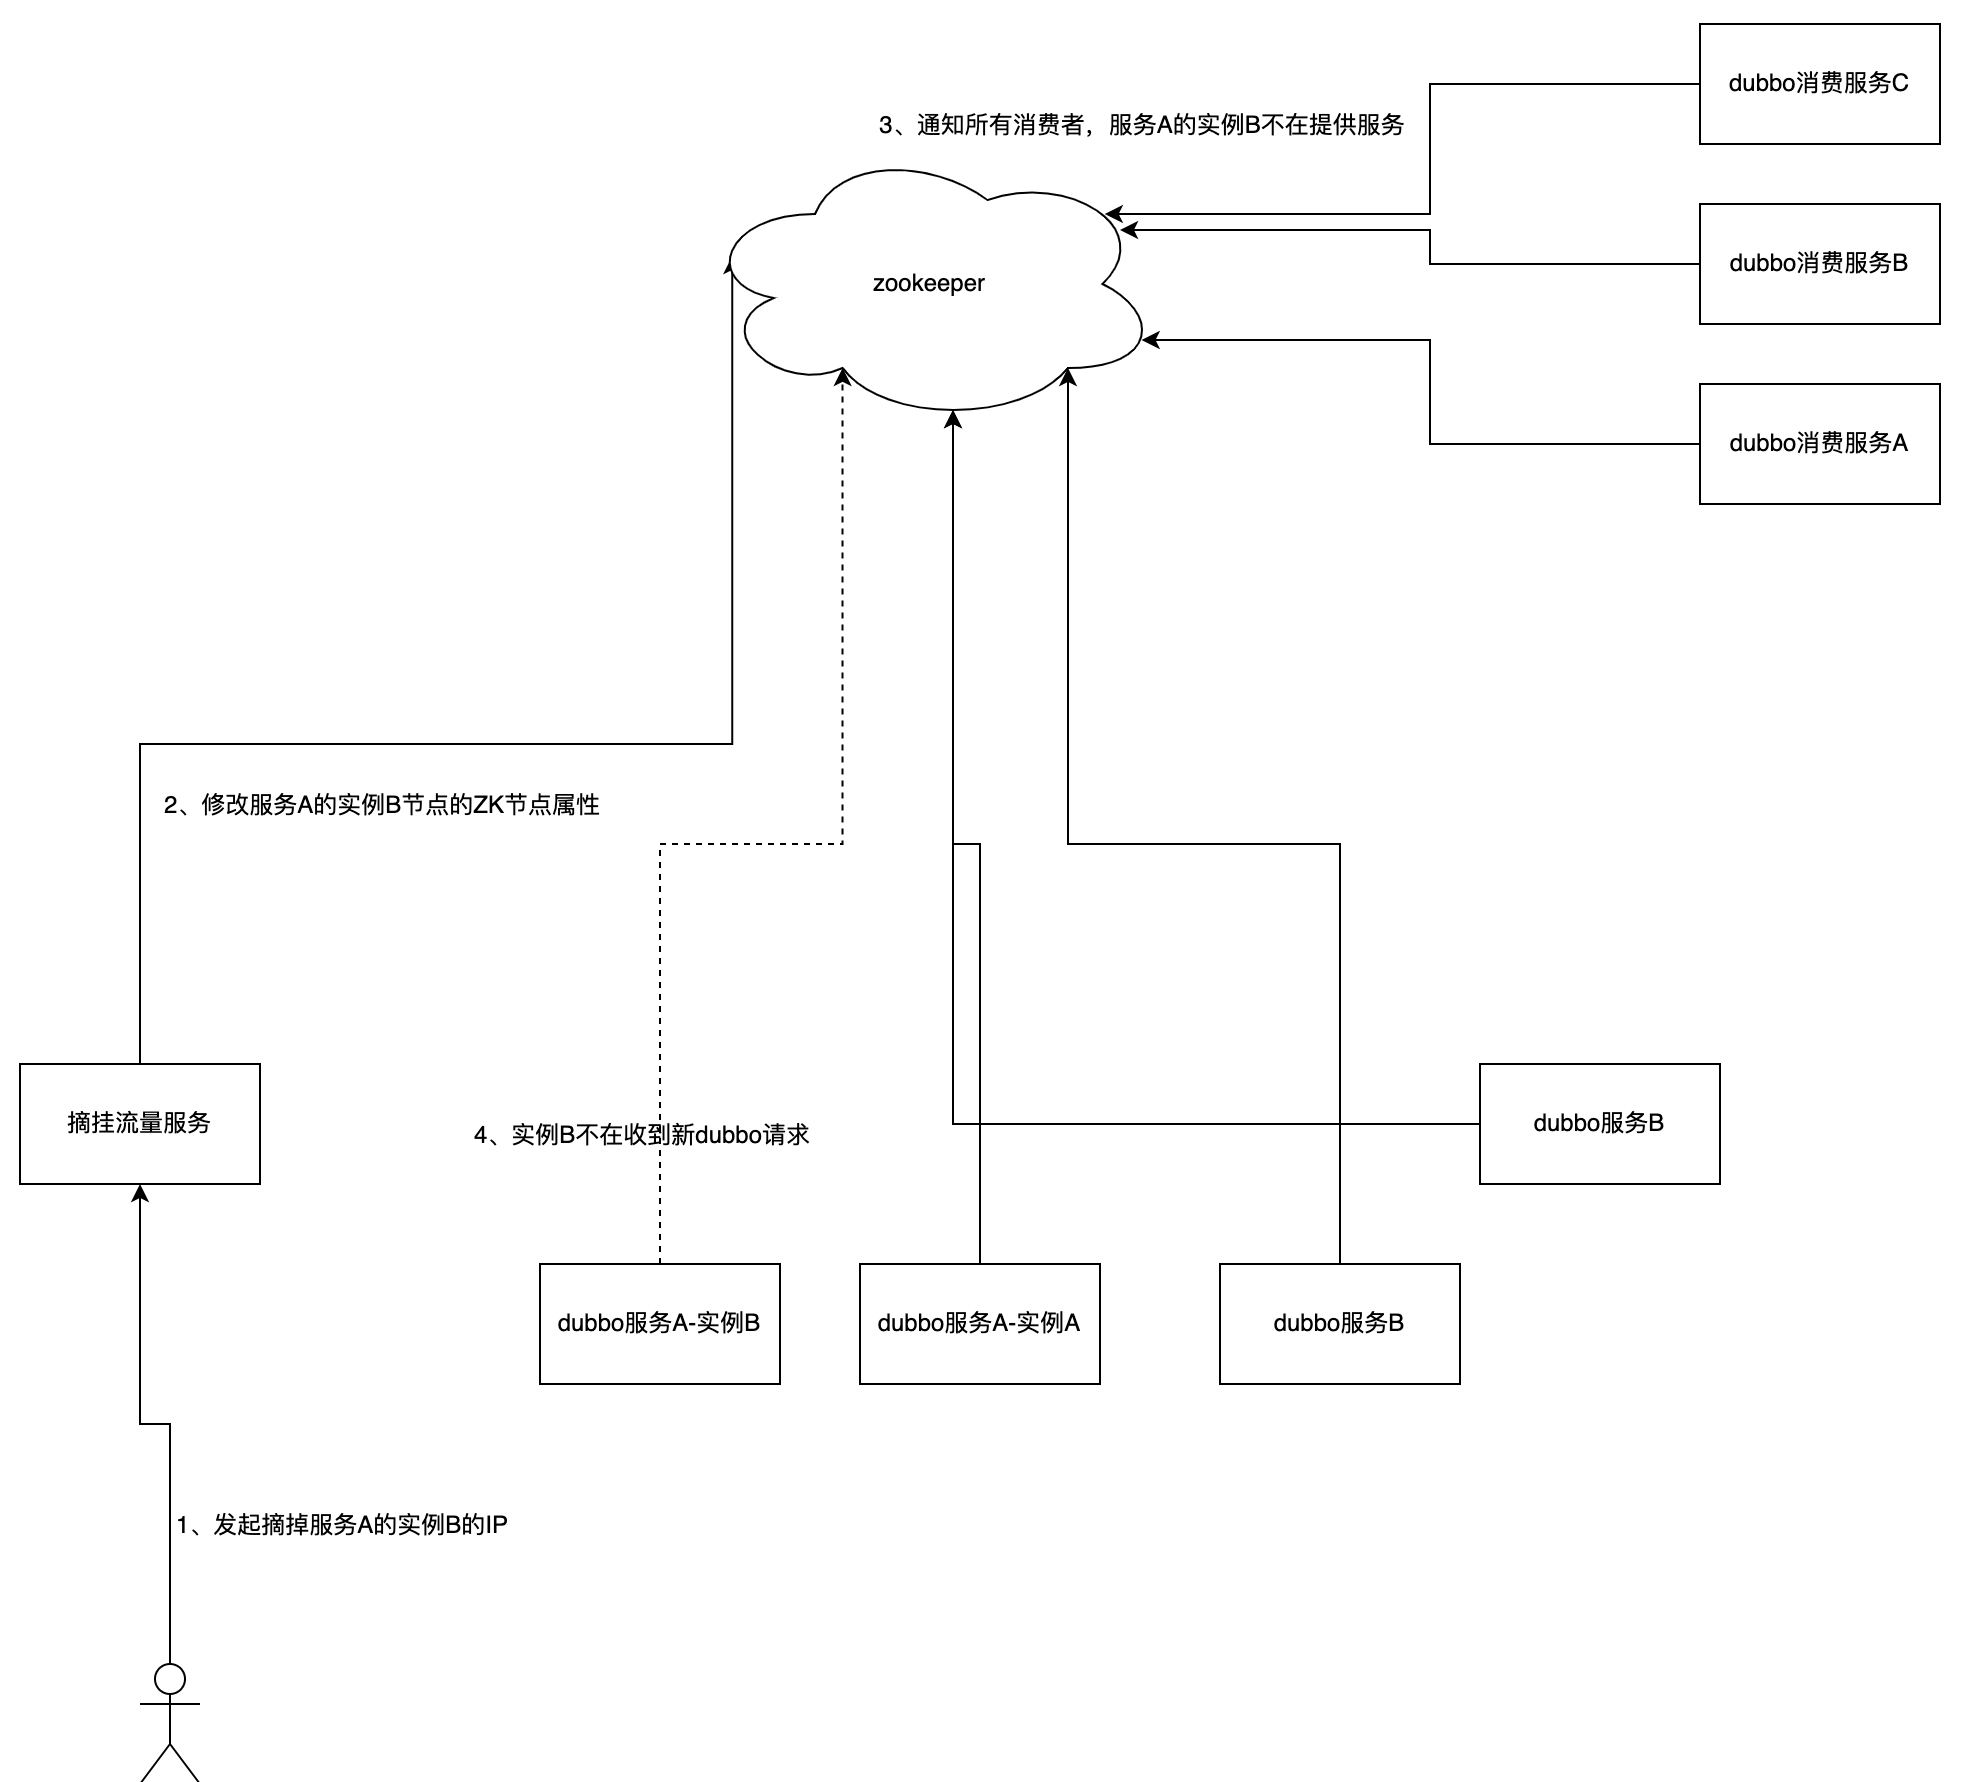 dubbo消费服务C
3、通知所有消费者，服务A的实例B不在提供服务
dubbo消费服务B
zookeeper
dubbo消费服务A
2、修改服务A的实例B节点的ZK节点属性
摘挂流量服务
dubbo服务B
4、实例B不在收到新dubbo请求
dubbo服务A-实例B
dubbo服务A-实例A
dubbo服务B
1、发起摘掉服务A的实例B的IP